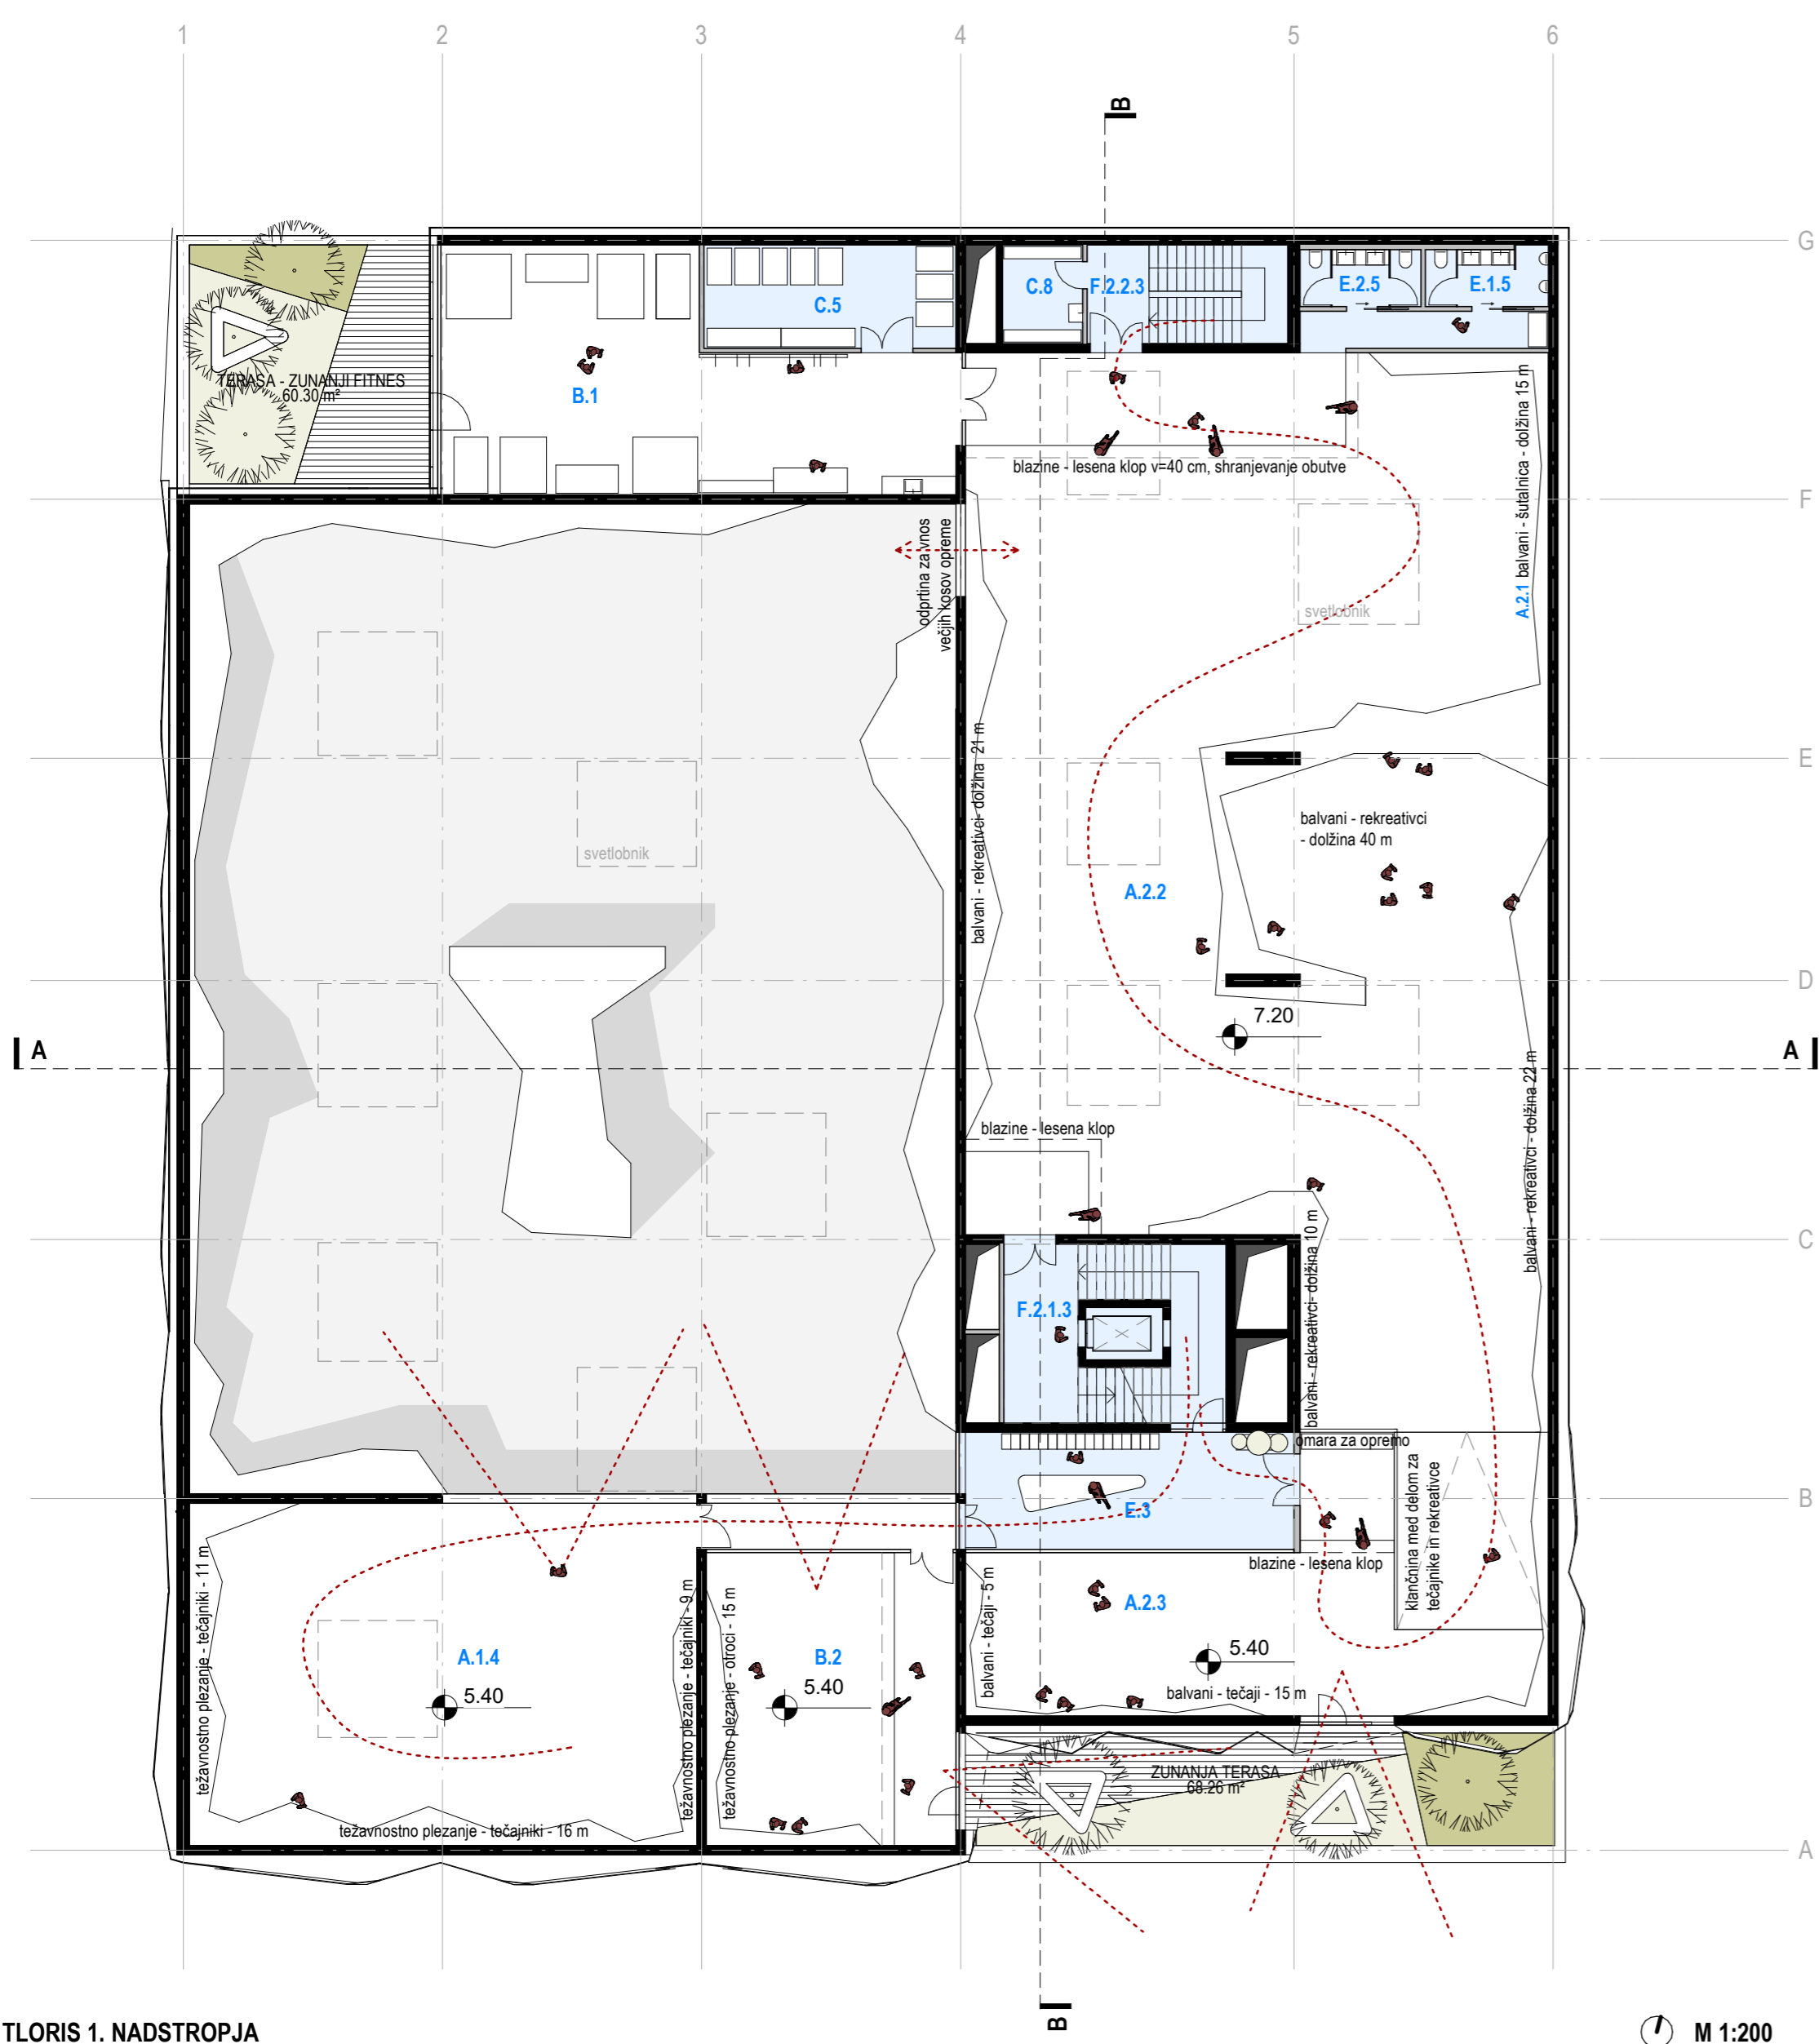 1 2 3 4 5 6
B
G
C.8
F.2.2.3
E.2.5
E.1.5
C.5
TERASA - ZUNANJI FITNES
60.30 m²
B.1
balvani - šutalnica - dolžina 15 m
A.2.1
blazine - lesena klop v=40 cm, shranjevanje obutve
F
odprtina za vnos
večjih kosov opreme
svetlobnik
balvani - rekreativci- dolžina 21 m
E
balvani - rekreativci
- dolžina 40 m
svetlobnik
A.2.2
D
7.20
A
A
balvani - rekreativci - dolžina 22 m
blazine - lesena klop
C
balvani - rekreativci- dolžina 10 m
F.2.1.3
omara za opremo
klančnina med delom za
tečajnike in rekreativce
B
E.3
blazine - lesena klop
težavnostno plezanje - tečajniki - 11 m
težavnostno plezanje - tečajniki - 9 m
težavnostno plezanje - otroci - 15 m
balvani - tečaji - 5 m
A.2.3
A.1.4
B.2
5.40
5.40
5.40
balvani - tečaji - 15 m
ZUNANJA TERASA
68.26 m²
težavnostno plezanje - tečajniki - 16 m
A
B
TLORIS 1. NADSTROPJA
M 1:200